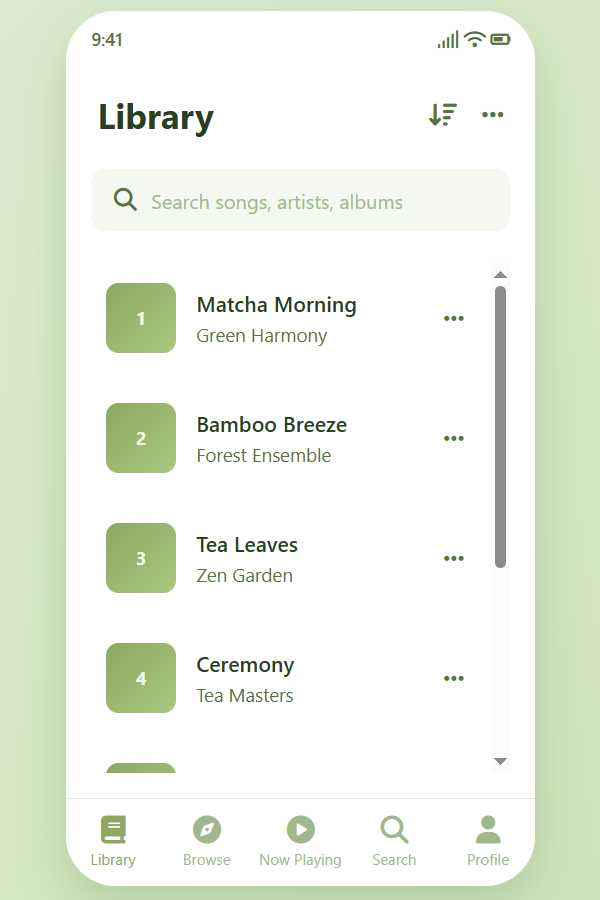 9:41
Library
Search songs, artists, albums
1
Matcha Morning
Green Harmony
2
Bamboo Breeze
Forest Ensemble
3
Tea Leaves
Zen Garden
4
Ceremony
Tea Masters
Library
Browse
Now Playing
Search
Profile